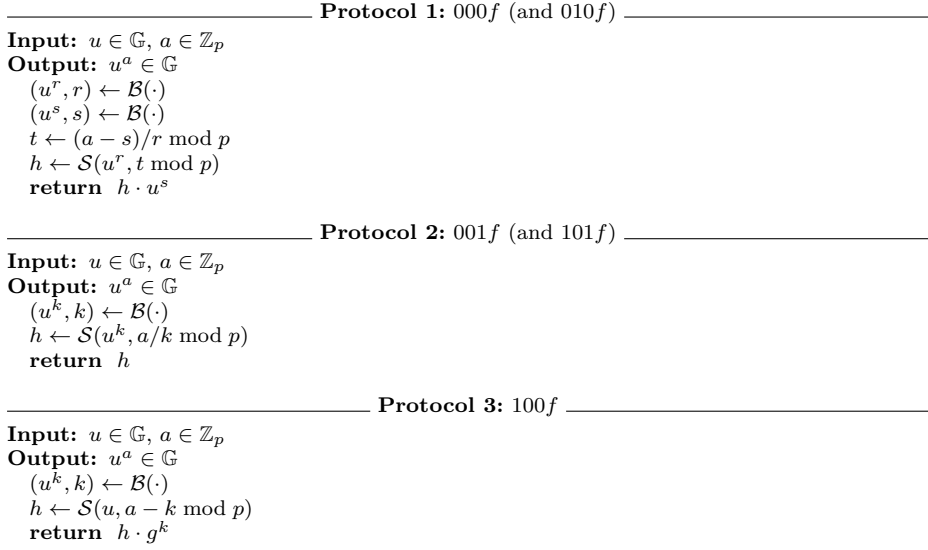 Protocol 1: 000f (and 010f)
Input: u ∈ 𝔾, a ∈ ℤ_p
Output: u^a ∈ 𝔾
(u^r, r) ← 𝓑(·)
(u^s, s) ← 𝓑(·)
t ← (a − s)/r mod p
h ← 𝓢(u^r, t mod p)
return h · u^s
Protocol 2: 001f (and 101f)
Input: u ∈ 𝔾, a ∈ ℤ_p
Output: u^a ∈ 𝔾
(u^k, k) ← 𝓑(·)
h ← 𝓢(u^k, a/k mod p)
return h
Protocol 3: 100f
Input: u ∈ 𝔾, a ∈ ℤ_p
Output: u^a ∈ 𝔾
(u^k, k) ← 𝓑(·)
h ← 𝓢(u, a − k mod p)
return h · g^k